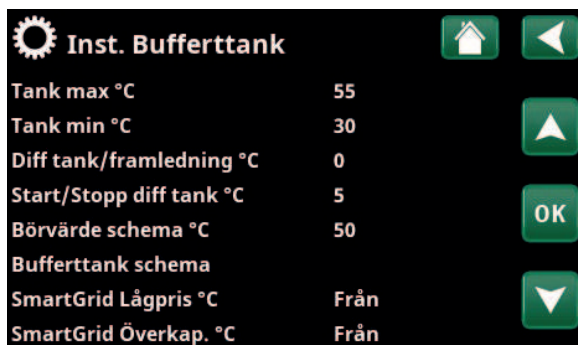 Inst. Bufferttank
Tank max °C 55
Tank min °C 30
Diff tank/framledning °C 0
Start/Stopp diff tank °C 5
Börvärde schema °C 50
Bufferttank schema
SmartGrid Lågpris °C Från
SmartGrid Överkap. °C Från
OK